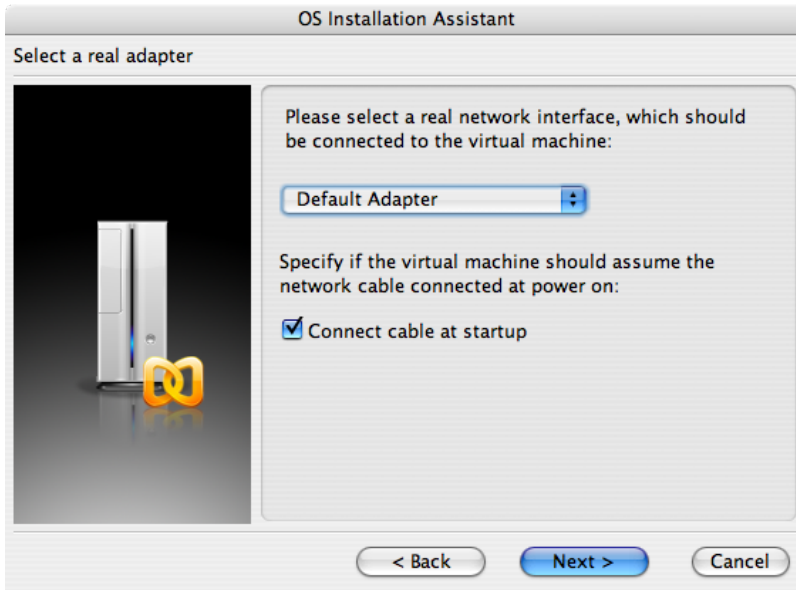 OS Installation Assistant
Select a real adapter
Please select a real network interface, which should
be connected to the virtual machine:
Default Adapter
Specify if the virtual machine should assume the
network cable connected at power on:
Connect cable at startup
< Back Next > Cancel